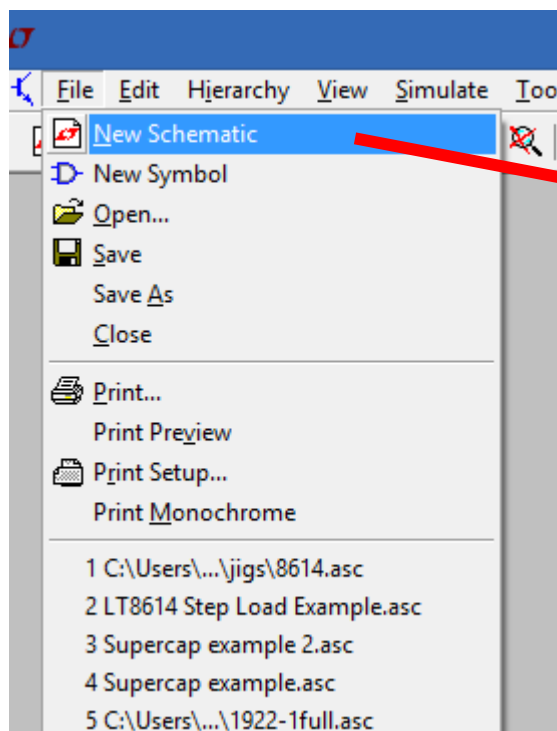 File Edit Hierarchy View Simulate
New Schematic
New Symbol
Open...
Save
Save As
Close
Print...
Print Preview
Print Setup...
Print Monochrome
1 C:\Users\...\jigs\8614.asc
2 LT8614 Step Load Example.asc
3 Supercap example 2.asc
4 Supercap example.asc
5 C:\Users\...\1922-1full.asc